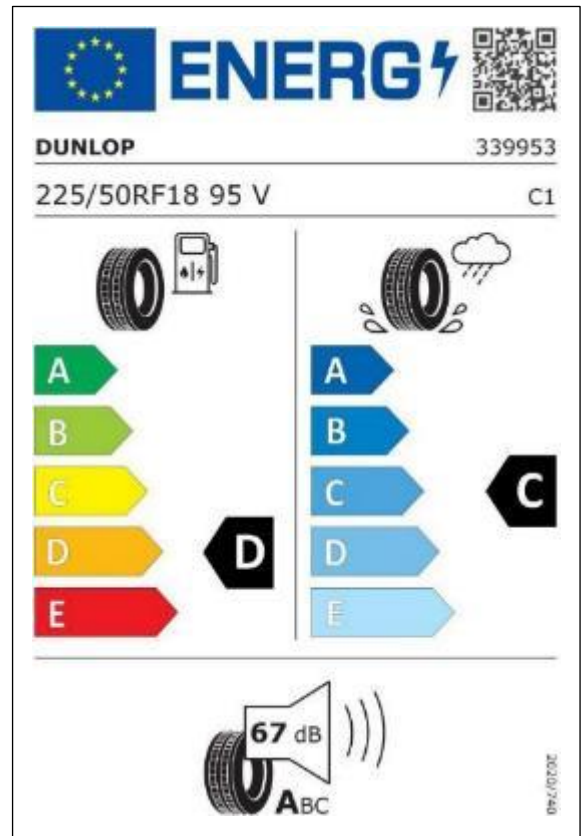 ENERG
DUNLOP 339953
225/50RF18 95 V C1
A A
B B
C C C
D D D
E E
67 dB
ABC
2020/740